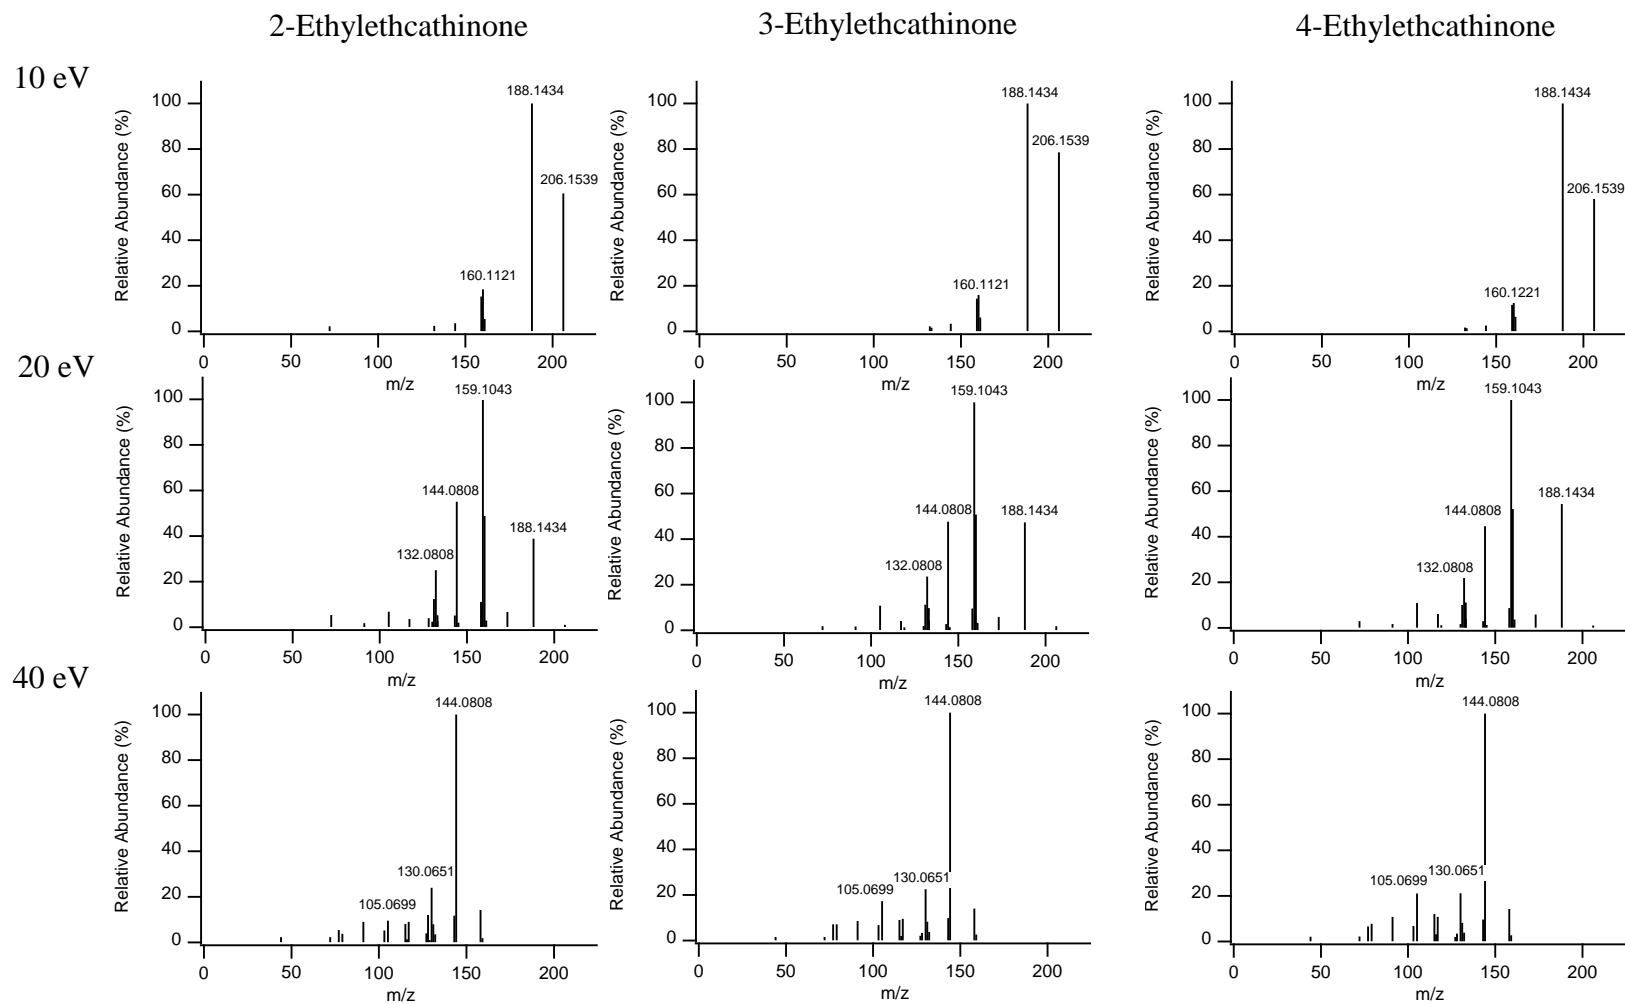 2-Ethylethcathinone
3-Ethylethcathinone
4-Ethylethcathinone
10 eV
Relative Abundance (%)
100
80
60
40
20
0
188.1434
206.1539
160.1121
0 50 100 150 200
m/z
Relative Abundance (%)
100
80
60
40
20
0
188.1434
206.1539
160.1121
0 50 100 150 200
m/z
Relative Abundance (%)
100
80
60
40
20
0
188.1434
206.1539
160.1221
0 50 100 150 200
m/z
20 eV
Relative Abundance (%)
100
80
60
40
20
0
159.1043
144.0808
188.1434
132.0808
0 50 100 150 200
m/z
Relative Abundance (%)
100
80
60
40
20
0
159.1043
144.0808
188.1434
132.0808
0 50 100 150 200
m/z
Relative Abundance (%)
100
80
60
40
20
0
159.1043
188.1434
144.0808
132.0808
0 50 100 150 200
m/z
40 eV
Relative Abundance (%)
100
80
60
40
20
0
144.0808
130.0651
105.0699
0 50 100 150 200
m/z
Relative Abundance (%)
100
80
60
40
20
0
144.0808
130.0651
105.0699
0 50 100 150 200
m/z
Relative Abundance (%)
100
80
60
40
20
0
144.0808
130.0651
105.0699
0 50 100 150 200
m/z